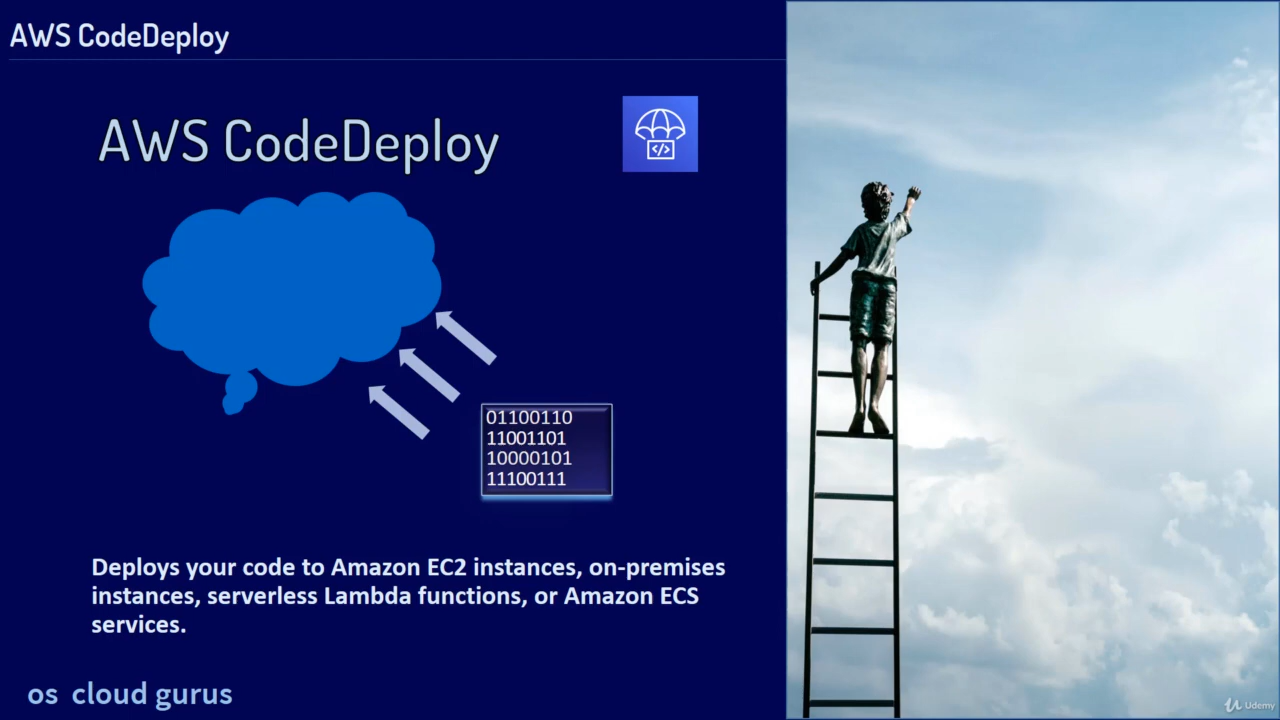 AWS CodeDeploy
AWS CodeDeploy
</>
01100110
11001101
10000101
11100111
Deploys your code to Amazon EC2 instances, on-premises
instances, serverless Lambda functions, or Amazon ECS
services.
os cloud gurus
Udemy